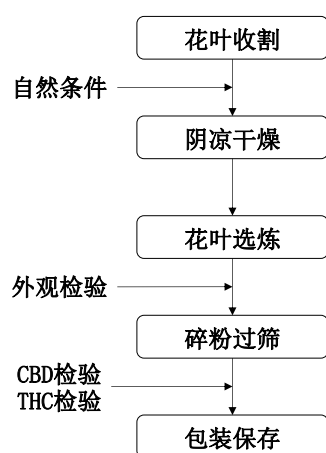 花叶收割
自然条件
阴凉干燥
花叶选炼
外观检验
碎粉过筛
CBD检验
THC检验
包装保存